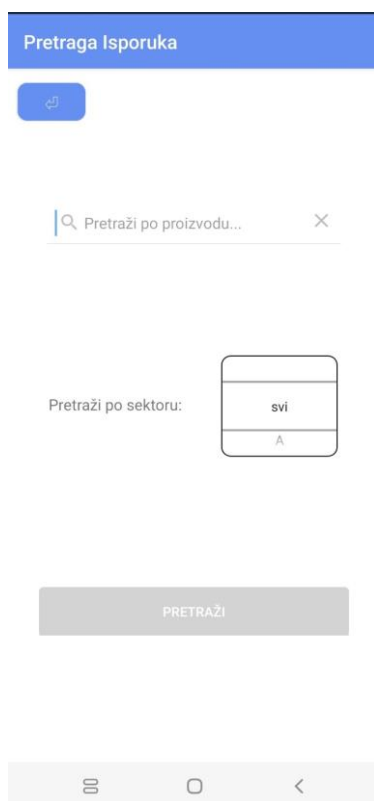 Pretraga Isporuka
Pretraži po proizvodu...
Pretraži po sektoru:
svi
A
PRETRAŽI